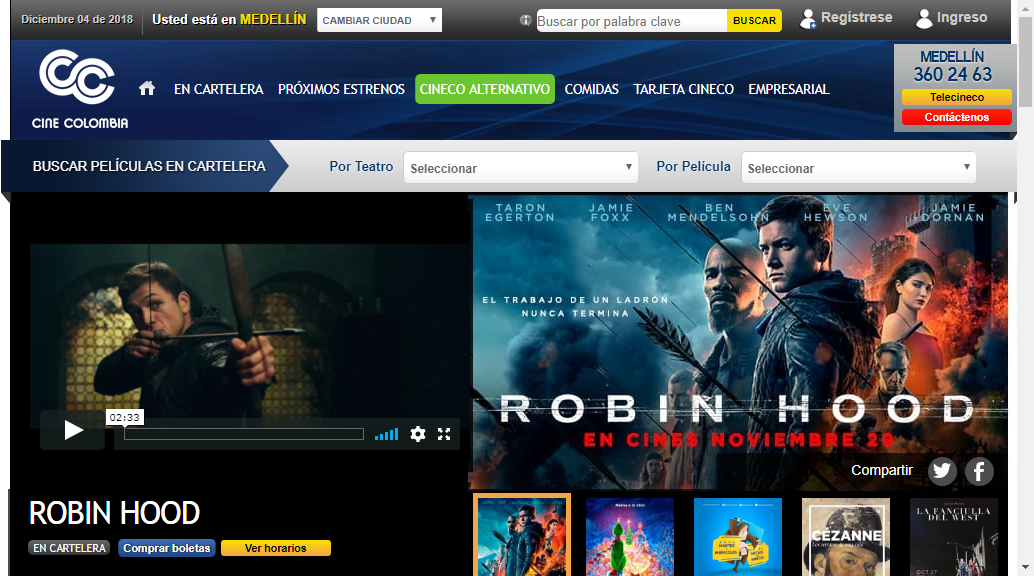 Diciembre 04 de 2018
Usted está en MEDELLÍN
CAMBIAR CIUDAD
Buscar por palabra clave
BUSCAR
Regístrese
Ingreso
CINE COLOMBIA
EN CARTELERA
PRÓXIMOS ESTRENOS
CINECO ALTERNATIVO
COMIDAS
TARJETA CINECO
EMPRESARIAL
MEDELLÍN
360 24 63
Telecineco
Contáctenos
BUSCAR PELÍCULAS EN CARTELERA
Por Teatro
Seleccionar
Por Película
Seleccionar
TARON EGERTON
JAMIE FOXX
BEN MENDELSOHN
EVE HEWSON
JAMIE DORNAN
EL TRABAJO DE UN LADRÓN
NUNCA TERMINA
ROBIN HOOD
EN CINES NOVIEMBRE 29
02:33
Compartir
ROBIN HOOD
EN CARTELERA
Comprar boletas
Ver horarios
CÉZANNE
LA FANCIULLA
DEL WEST
OCT.27